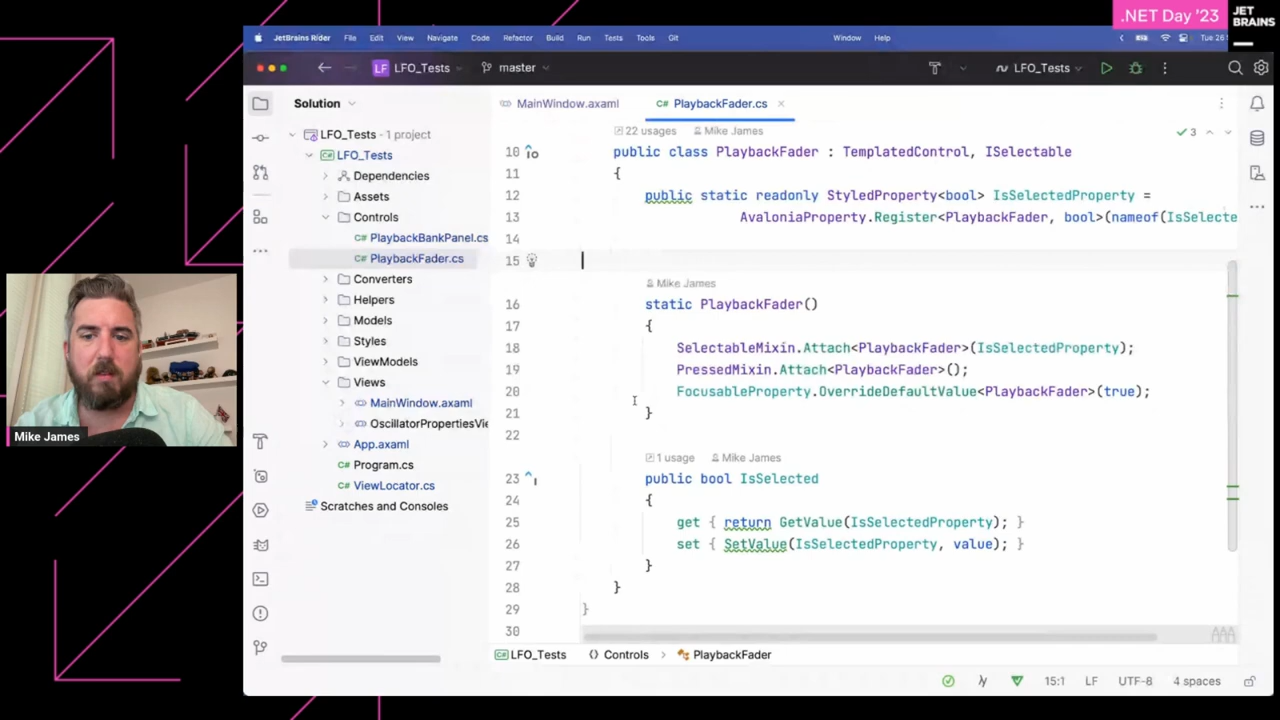 .NET Day '23
JET
BRAINS
JetBrains Rider File Edit View Navigate Code Refactor Build Run Tests Tools Git Window Help Tue 26
LF LFO_Tests master LFO_Tests
Solution
MainWindow.axaml
C# PlaybackFader.cs
LFO_Tests - 1 project
C# LFO_Tests
Dependencies
Assets
Controls
C# PlaybackBankPanel.cs
C# PlaybackFader.cs
Converters
Helpers
Models
Styles
ViewModels
Views
MainWindow.axaml
OscillatorPropertiesVie
App.axaml
C# Program.cs
C# ViewLocator.cs
Scratches and Consoles
22 usages Mike James
3
10 public class PlaybackFader : TemplatedControl, ISelectable
11 {
12 public static readonly StyledProperty<bool> IsSelectedProperty =
13 AvaloniaProperty.Register<PlaybackFader, bool>(nameof(IsSelecte
14
15
Mike James
16 static PlaybackFader()
17 {
18 SelectableMixin.Attach<PlaybackFader>(IsSelectedProperty);
19 PressedMixin.Attach<PlaybackFader>();
20 FocusableProperty.OverrideDefaultValue<PlaybackFader>(true);
21 }
22
1 usage Mike James
23 public bool IsSelected
24 {
25 get { return GetValue(IsSelectedProperty); }
26 set { SetValue(IsSelectedProperty, value); }
27 }
28 }
29 }
30
C# LFO_Tests Controls PlaybackFader
15:1 LF UTF-8 4 spaces
Mike James